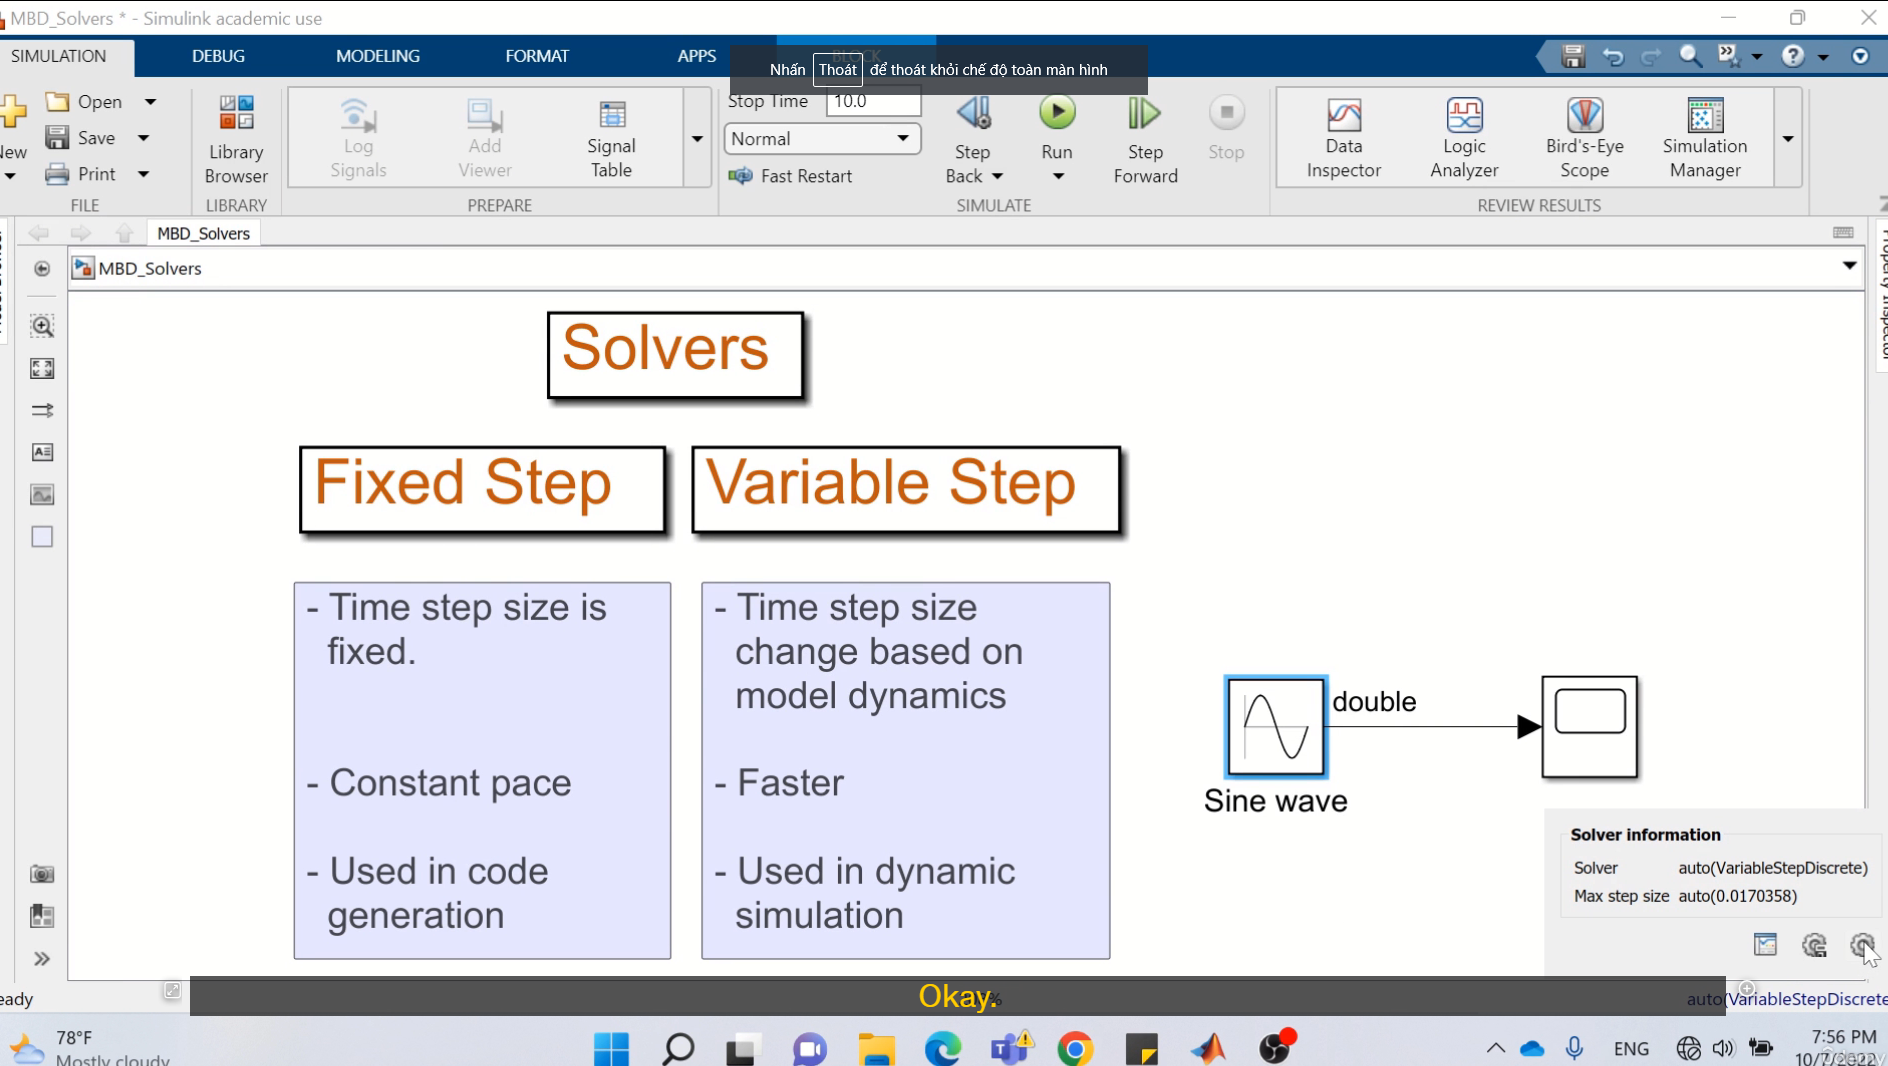 MBD_Solvers * - Simulink academic use
SIMULATION DEBUG MODELING FORMAT APPS BLOCK
Nhấn Thoát để thoát khỏi chế độ toàn màn hình
Open
Save
Print
FILE
Library Browser
LIBRARY
Log Signals
Add Viewer
Signal Table
PREPARE
Stop Time 10.0
Normal
Fast Restart
Step Back
Run
Step Forward
Stop
SIMULATE
Data Inspector
Logic Analyzer
Bird's-Eye Scope
Simulation Manager
REVIEW RESULTS
MBD_Solvers
MBD_Solvers
Property Inspector
Solvers
Fixed Step
Variable Step
- Time step size is
fixed.
- Constant pace
- Used in code
generation
- Time step size
change based on
model dynamics
- Faster
- Used in dynamic
simulation
double
Sine wave
Solver information
Solver auto(VariableStepDiscrete)
Max step size auto(0.0170358)
Okay.
eady
auto(VariableStepDiscrete
78°F
Mostly cloudy
ENG
7:56 PM
10/7/2022